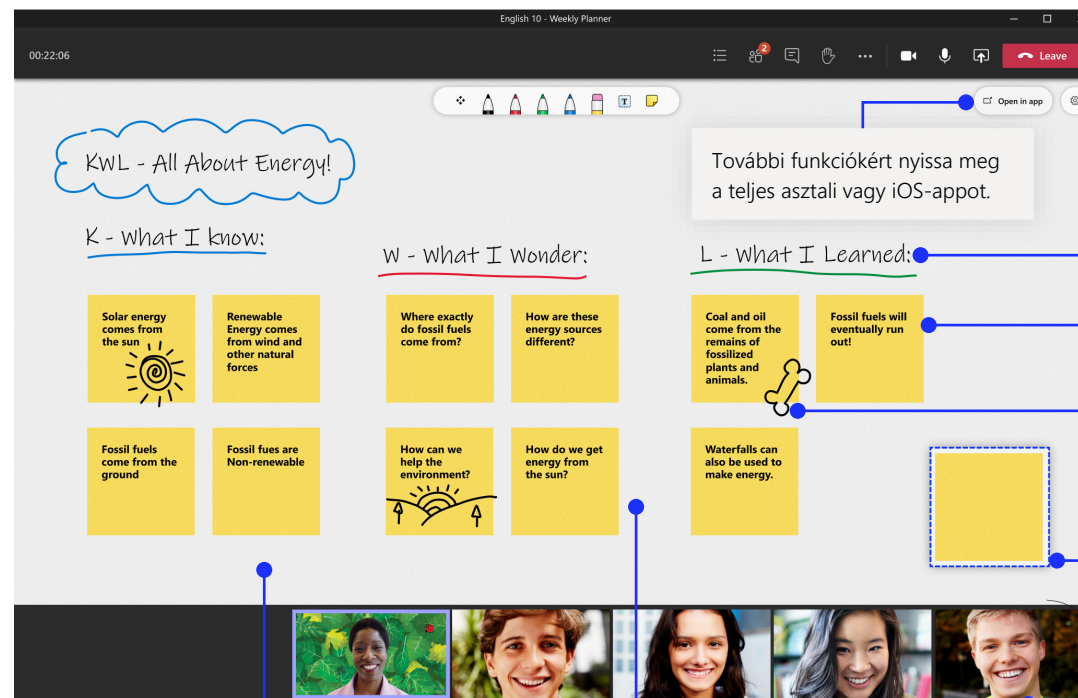 English 10 - Weekly Planner
00:22:06
2
Leave
T
Open in app
További funkciókért nyissa meg
a teljes asztali vagy iOS-appot.
KWL - All About Energy!
K - What I know:
W - What I Wonder:
L - What I Learned:
Solar energy
comes from
the sun
Renewable
Energy comes
from wind and
other natural
forces
Where exactly
do fossil fuels
come from?
How are these
energy sources
different?
Coal and oil
come from the
remains of
fossilized
plants and
animals.
Fossil fuels will
eventually run
out!
Fossil fuels
come from the
ground
Fossil fues are
Non-renewable
How can we
help the
environment?
How do we get
energy from
the sun?
Waterfalls can
also be used to
make energy.